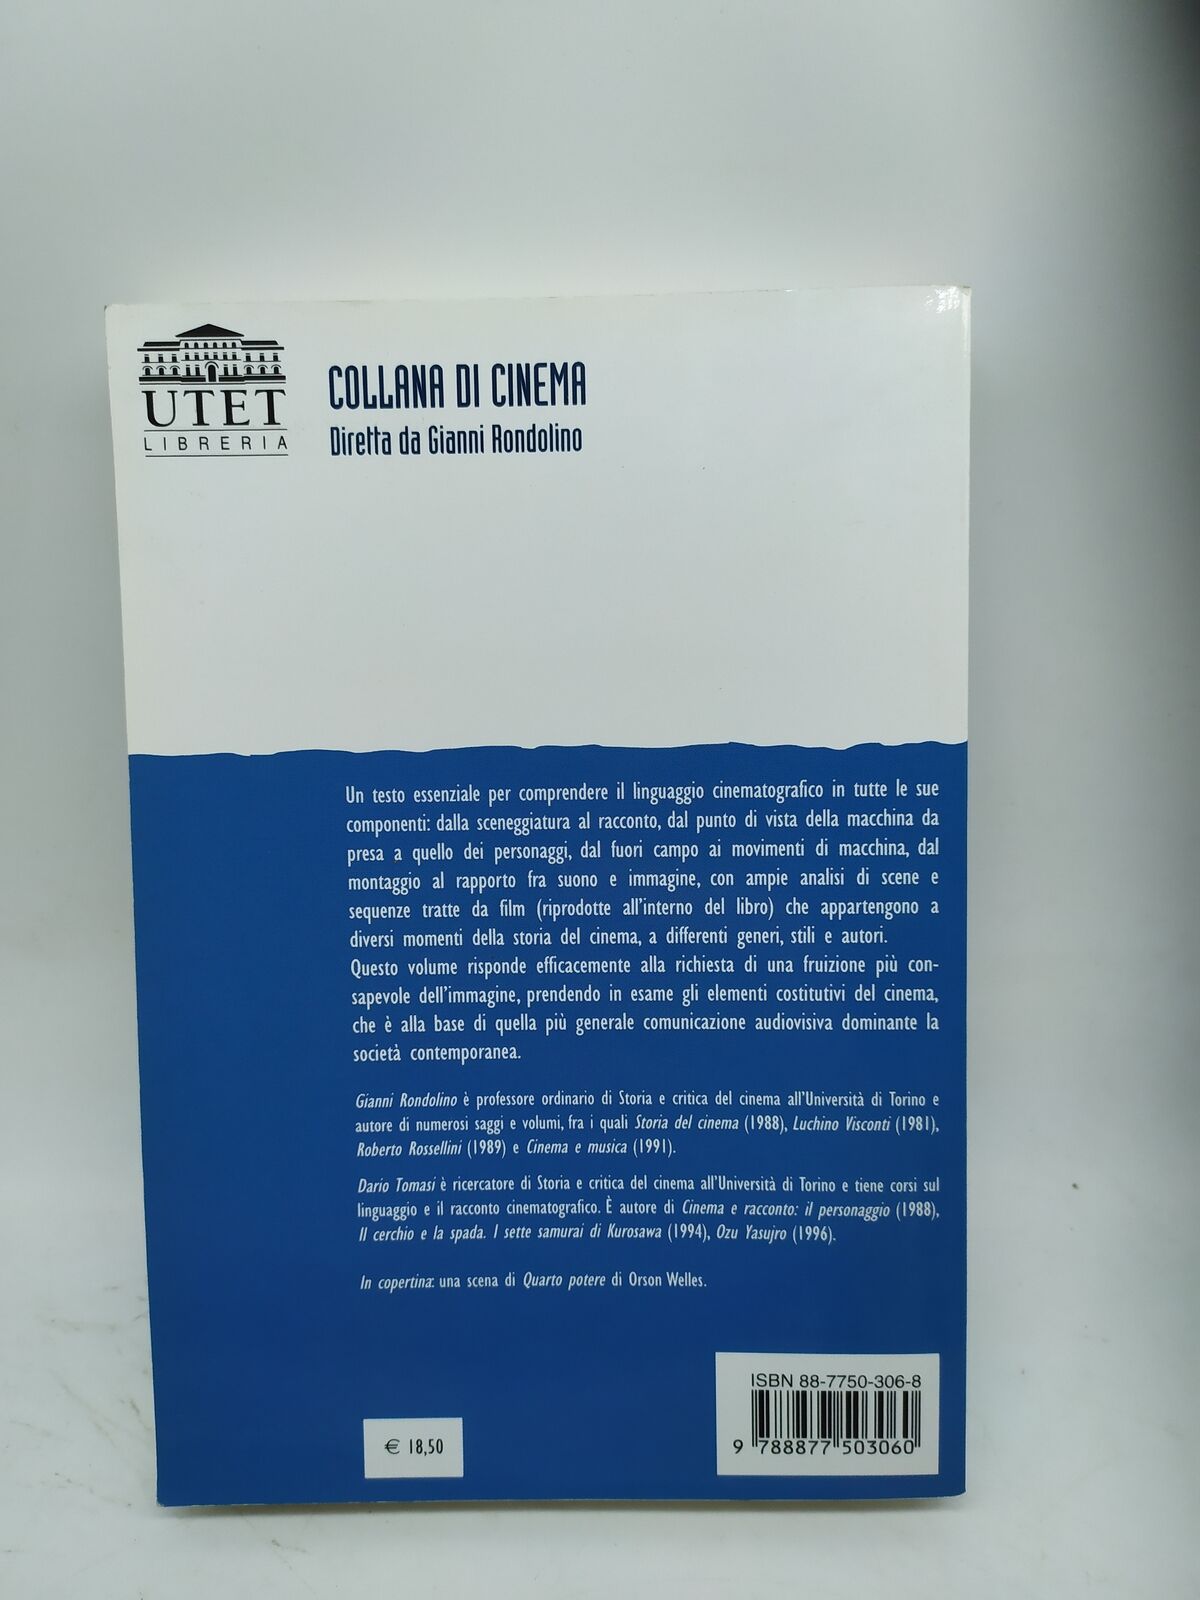 UTET
LIBRERIA
COLLANA DI CINEMA
Diretta da Gianni Rondolino
Un testo essenziale per comprendere il linguaggio cinematografico in tutte le sue
componenti: dalla sceneggiatura al racconto, dal punto di vista della macchina da
presa a quello dei personaggi, dal fuori campo ai movimenti di macchina, dal
montaggio al rapporto fra suono e immagine, con ampie analisi di scene e
sequenze tratte da film (riprodotte all'interno del libro) che appartengono a
diversi momenti della storia del cinema, a differenti generi, stili e autori.
Questo volume risponde efficacemente alla richiesta di una fruizione più con-
sapevole dell'immagine, prendendo in esame gli elementi costitutivi del cinema,
che è alla base di quella più generale comunicazione audiovisiva dominante la
società contemporanea.
Gianni Rondolino è professore ordinario di Storia e critica del cinema all'Università di Torino e
autore di numerosi saggi e volumi, fra i quali Storia del cinema (1988), Luchino Visconti (1981),
Roberto Rossellini (1989) e Cinema e musica (1991).
Dario Tomasi è ricercatore di Storia e critica del cinema all'Università di Torino e tiene corsi sul
linguaggio e il racconto cinematografico. È autore di Cinema e racconto: il personaggio (1988),
Il cerchio e la spada. I sette samurai di Kurosawa (1994), Ozu Yasujro (1996).
In copertina: una scena di Quarto potere di Orson Welles.
ISBN 88-7750-306-8
9 788877 503060
€ 18,50